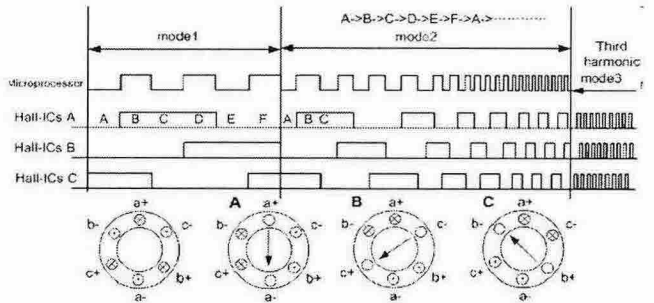 A->B->C->D->E->F->A->
mode1
mode2
Third
harmonic
mode3
Microprocessor
Hall-ICs A
A B C D E F A B C
Hall-ICs B
Hall-ICs C
a+
b- c-
c+ b+
a-
A
a+
b- c-
c+ b+
a-
B
a+
b- c-
c+ b+
a-
C
a+
b- c-
c+ b+
a-